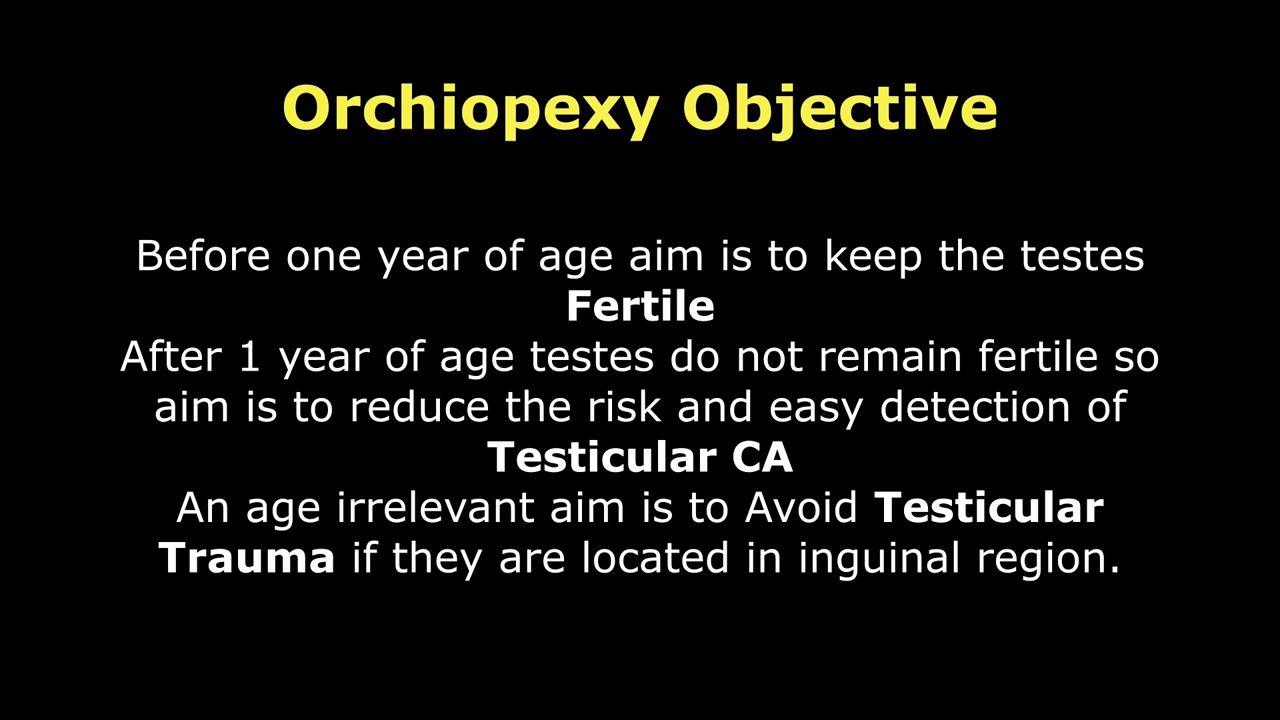 Orchiopexy Objective
Before one year of age aim is to keep the testes
Fertile
After 1 year of age testes do not remain fertile so
aim is to reduce the risk and easy detection of
Testicular CA
An age irrelevant aim is to Avoid Testicular
Trauma if they are located in inguinal region.